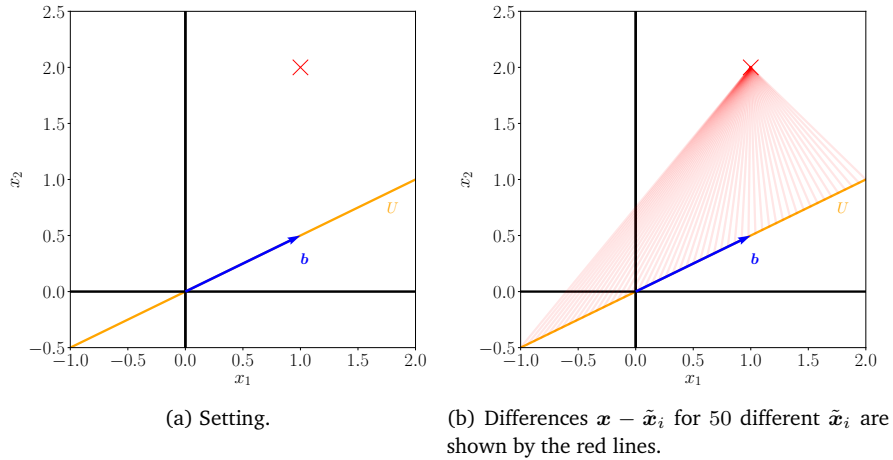 2.5
2.0
1.5
1.0
0.5
0.0
−0.5
x₂
U
b
−1.0 −0.5 0.0 0.5 1.0 1.5 2.0
x₁
(a) Setting.
2.5
2.0
1.5
1.0
0.5
0.0
−0.5
x₂
U
b
−1.0 −0.5 0.0 0.5 1.0 1.5 2.0
x₁
(b) Differences x − x̃ᵢ for 50 different x̃ᵢ are
shown by the red lines.